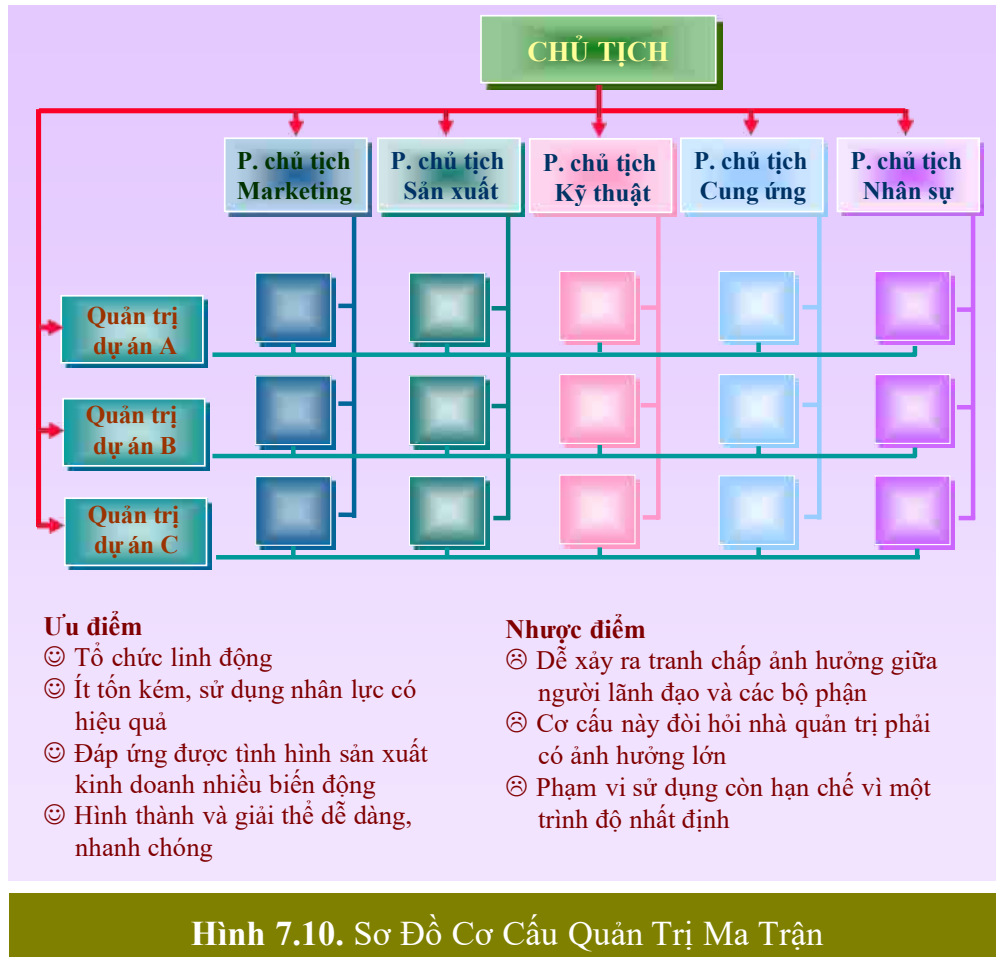 CHỦ TỊCH
P. chủ tịch
Marketing
P. chủ tịch
Sản xuất
P. chủ tịch
Kỹ thuật
P. chủ tịch
Cung ứng
P. chủ tịch
Nhân sự
Quản trị
dự án A
Quản trị
dự án B
Quản trị
dự án C
Ưu điểm
☺ Tổ chức linh động
☺ Ít tốn kém, sử dụng nhân lực có
hiệu quả
☺ Đáp ứng được tình hình sản xuất
kinh doanh nhiều biến động
☺ Hình thành và giải thể dễ dàng,
nhanh chóng
Nhược điểm
☹ Dễ xảy ra tranh chấp ảnh hưởng giữa
người lãnh đạo và các bộ phận
☹ Cơ cấu này đòi hỏi nhà quản trị phải
có ảnh hưởng lớn
☹ Phạm vi sử dụng còn hạn chế vì một
trình độ nhất định
Hình 7.10. Sơ Đồ Cơ Cấu Quản Trị Ma Trận